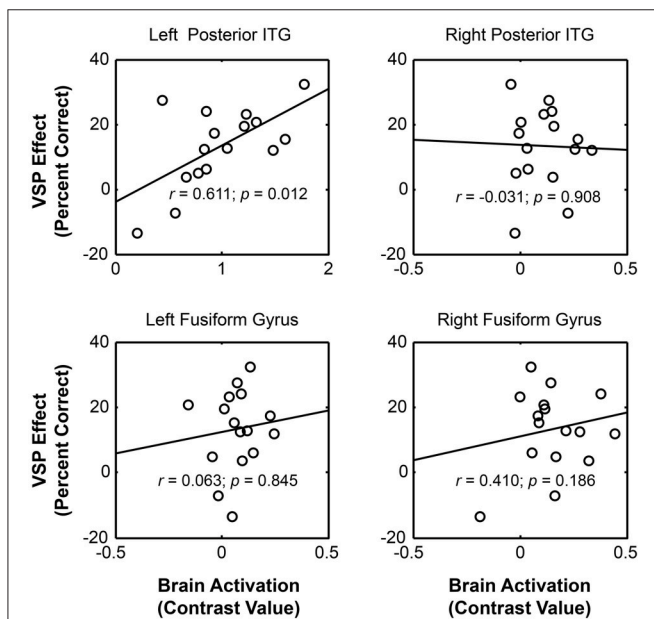 Left Posterior ITG
Right Posterior ITG
VSP Effect
(Percent Correct)
40
20
0
-20
r = 0.611; p = 0.012
0
1
2
40
20
0
-20
r = -0.031; p = 0.908
-0.5
0
0.5
Left Fusiform Gyrus
Right Fusiform Gyrus
VSP Effect
(Percent Correct)
40
20
0
-20
r = 0.063; p = 0.845
-0.5
0
0.5
40
20
0
-20
r = 0.410; p = 0.186
-0.5
0
0.5
Brain Activation
(Contrast Value)
Brain Activation
(Contrast Value)